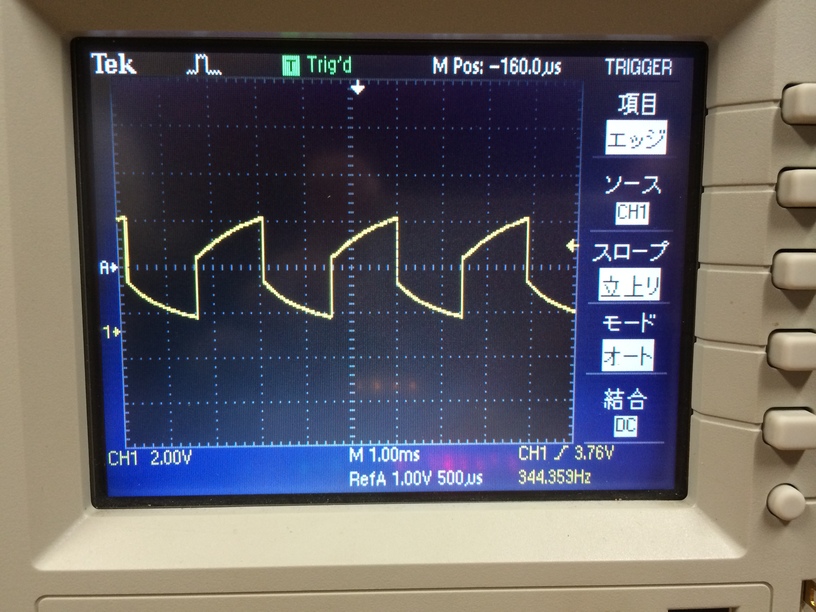 Tek T Trig'd M Pos: -160.0µs TRIGGER
項目
エッジ
ソース
CH1
スロープ
立上り
モード
オート
結合
DC
A
1
CH1 2.00V M 1.00ms CH1 3.76V
RefA 1.00V 500µs 344.359Hz